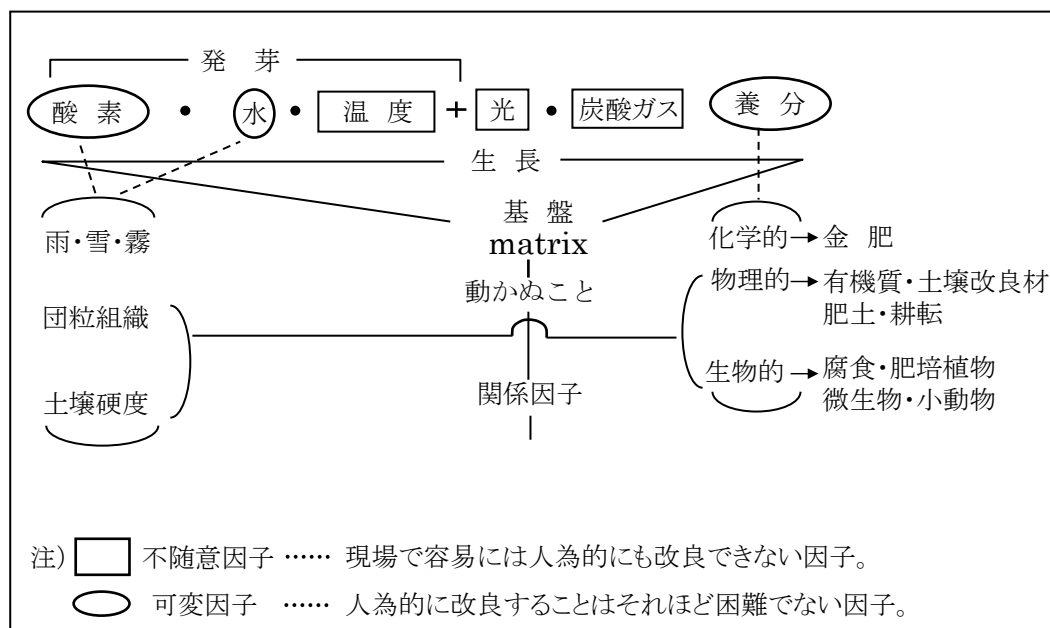 発 芽
酸 素 ・ 水 ・ 温 度 + 光 ・ 炭酸ガス 養 分
生 長
基 盤
matrix
雨・雪・霧
化学的→金 肥
動かぬこと
物理的→有機質・土壌改良材
肥土・耕転
団粒組織
生物的→腐食・肥培植物
微生物・小動物
関係因子
土壌硬度
注) 不随意因子 …… 現場で容易には人為的にも改良できない因子。
可変因子 …… 人為的に改良することはそれほど困難でない因子。